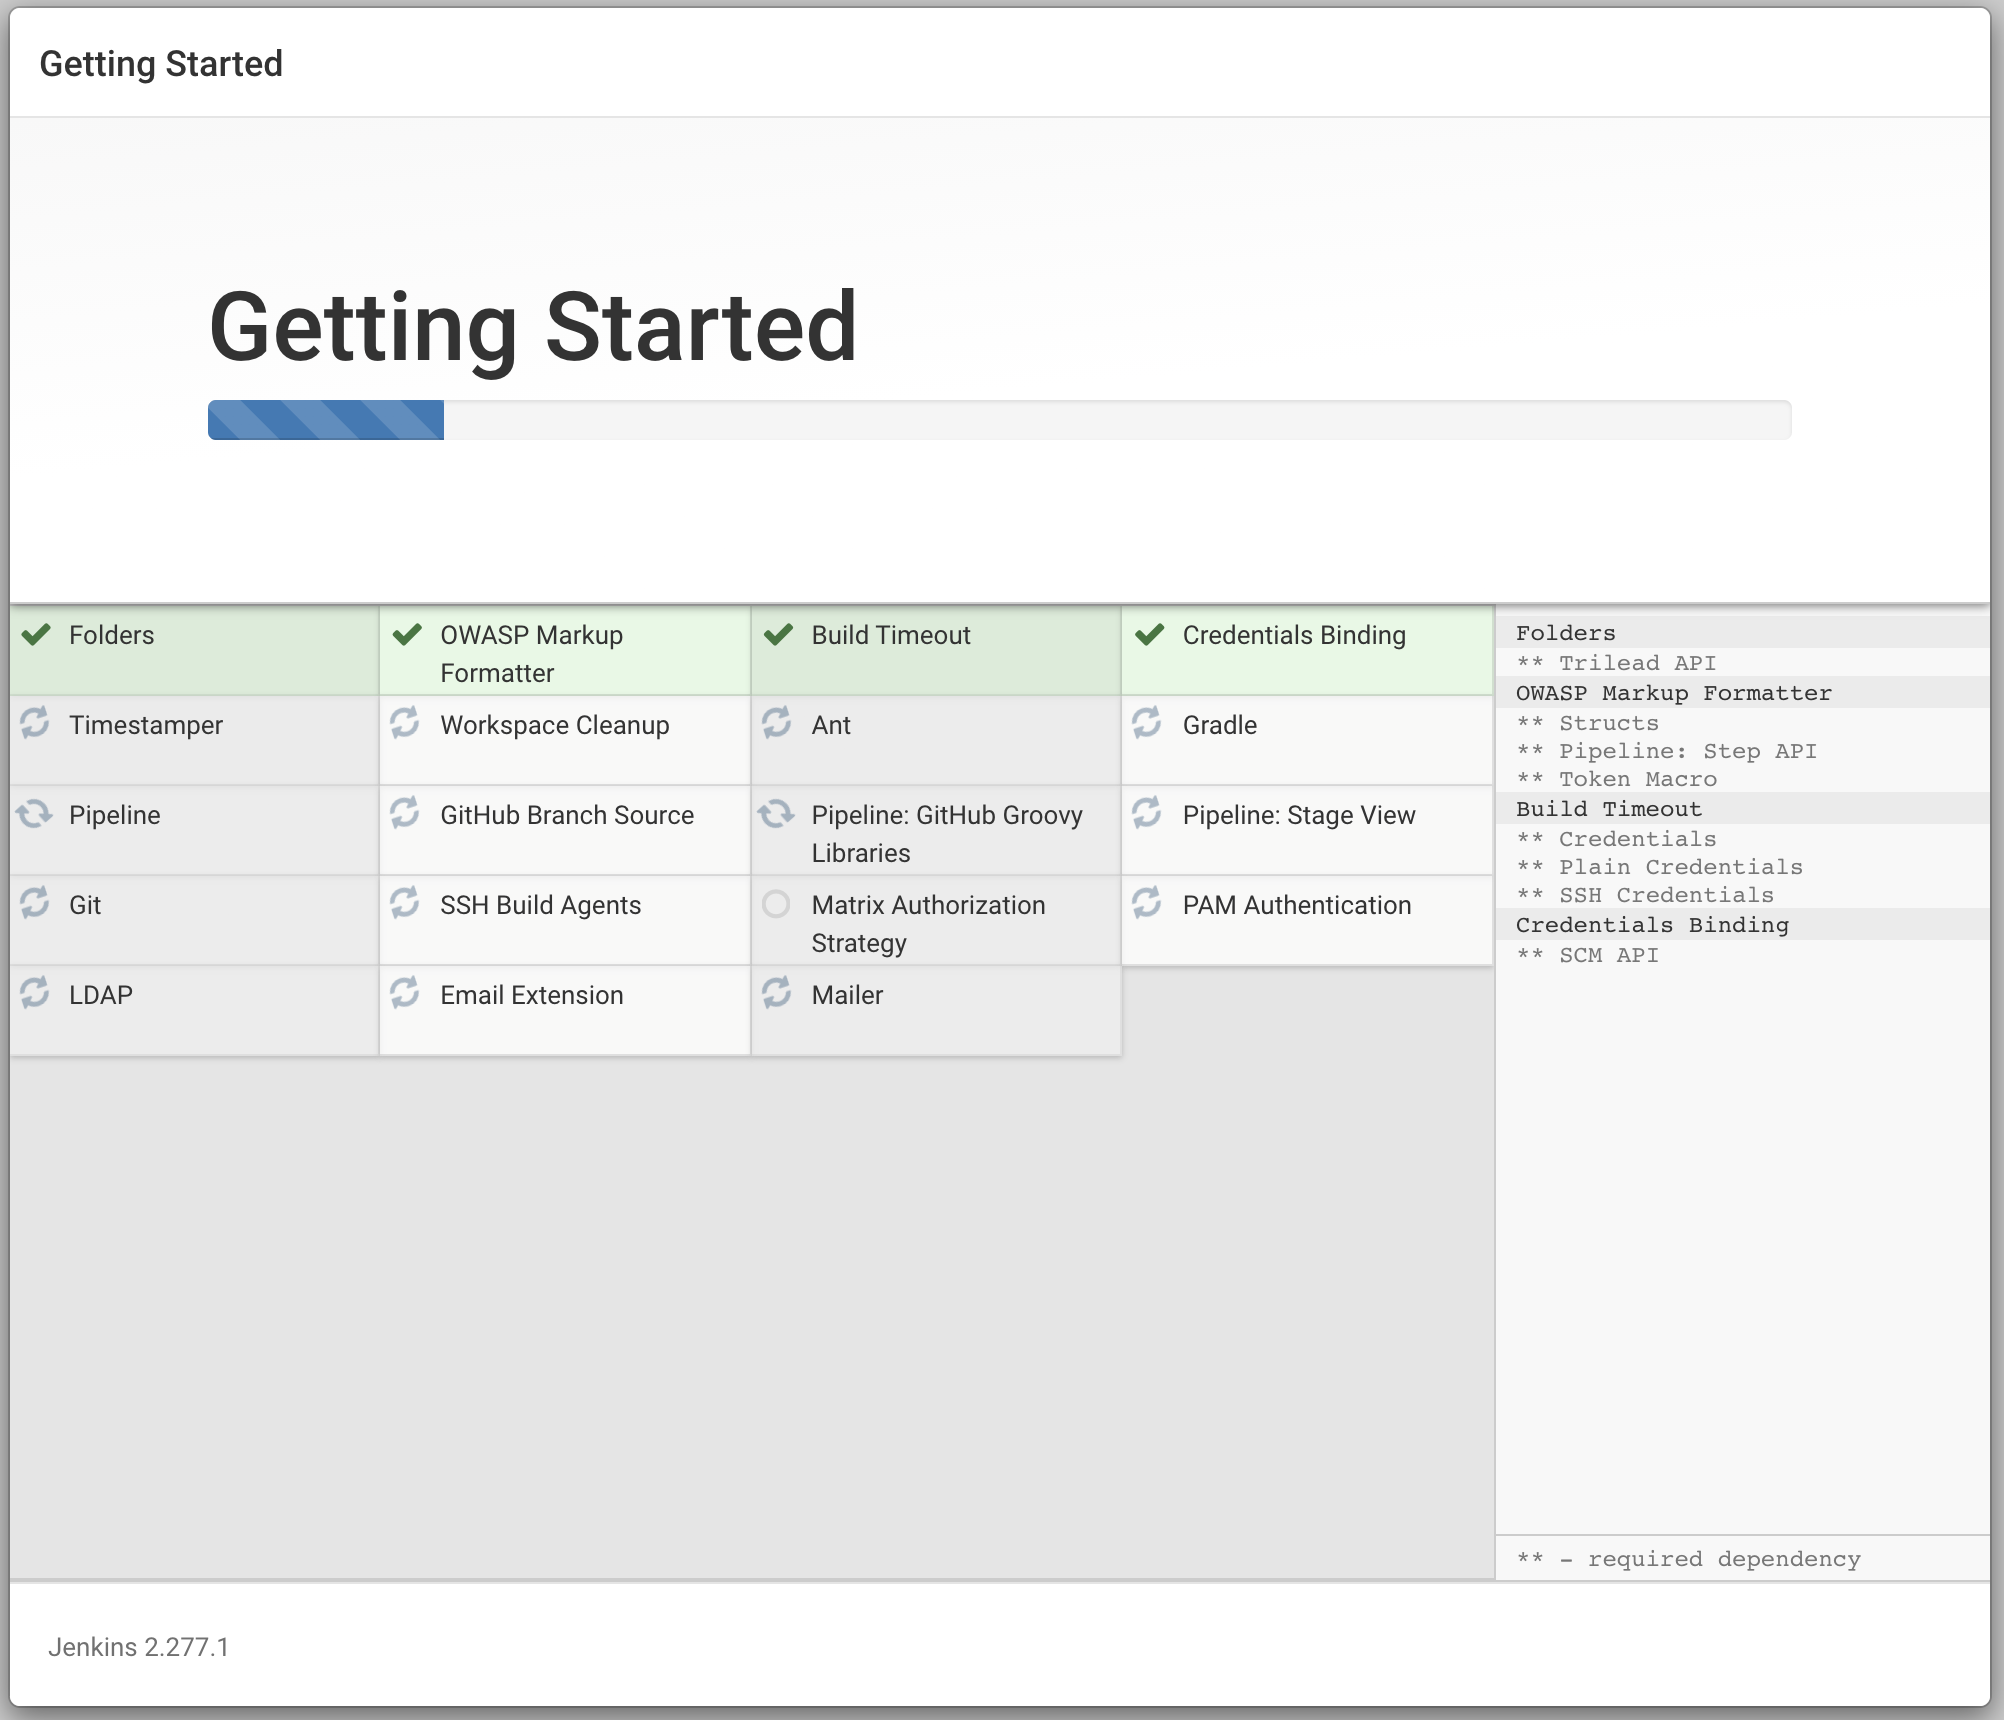 Getting Started
Getting Started
Folders
OWASP Markup
Formatter
Build Timeout
Credentials Binding
Timestamper
Workspace Cleanup
Ant
Gradle
Pipeline
GitHub Branch Source
Pipeline: GitHub Groovy
Libraries
Pipeline: Stage View
Git
SSH Build Agents
Matrix Authorization
Strategy
PAM Authentication
LDAP
Email Extension
Mailer
Folders
** Trilead API
OWASP Markup Formatter
** Structs
** Pipeline: Step API
** Token Macro
Build Timeout
** Credentials
** Plain Credentials
** SSH Credentials
Credentials Binding
** SCM API
** - required dependency
Jenkins 2.277.1